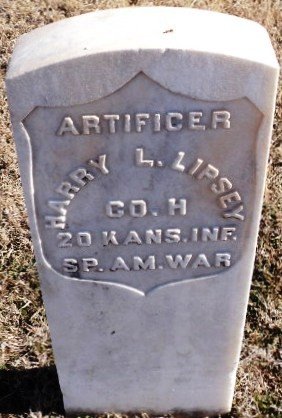 ARTIFICER
HARRY L. LIPSEY
CO. H
20 KANS. INF.
SP. AM. WAR